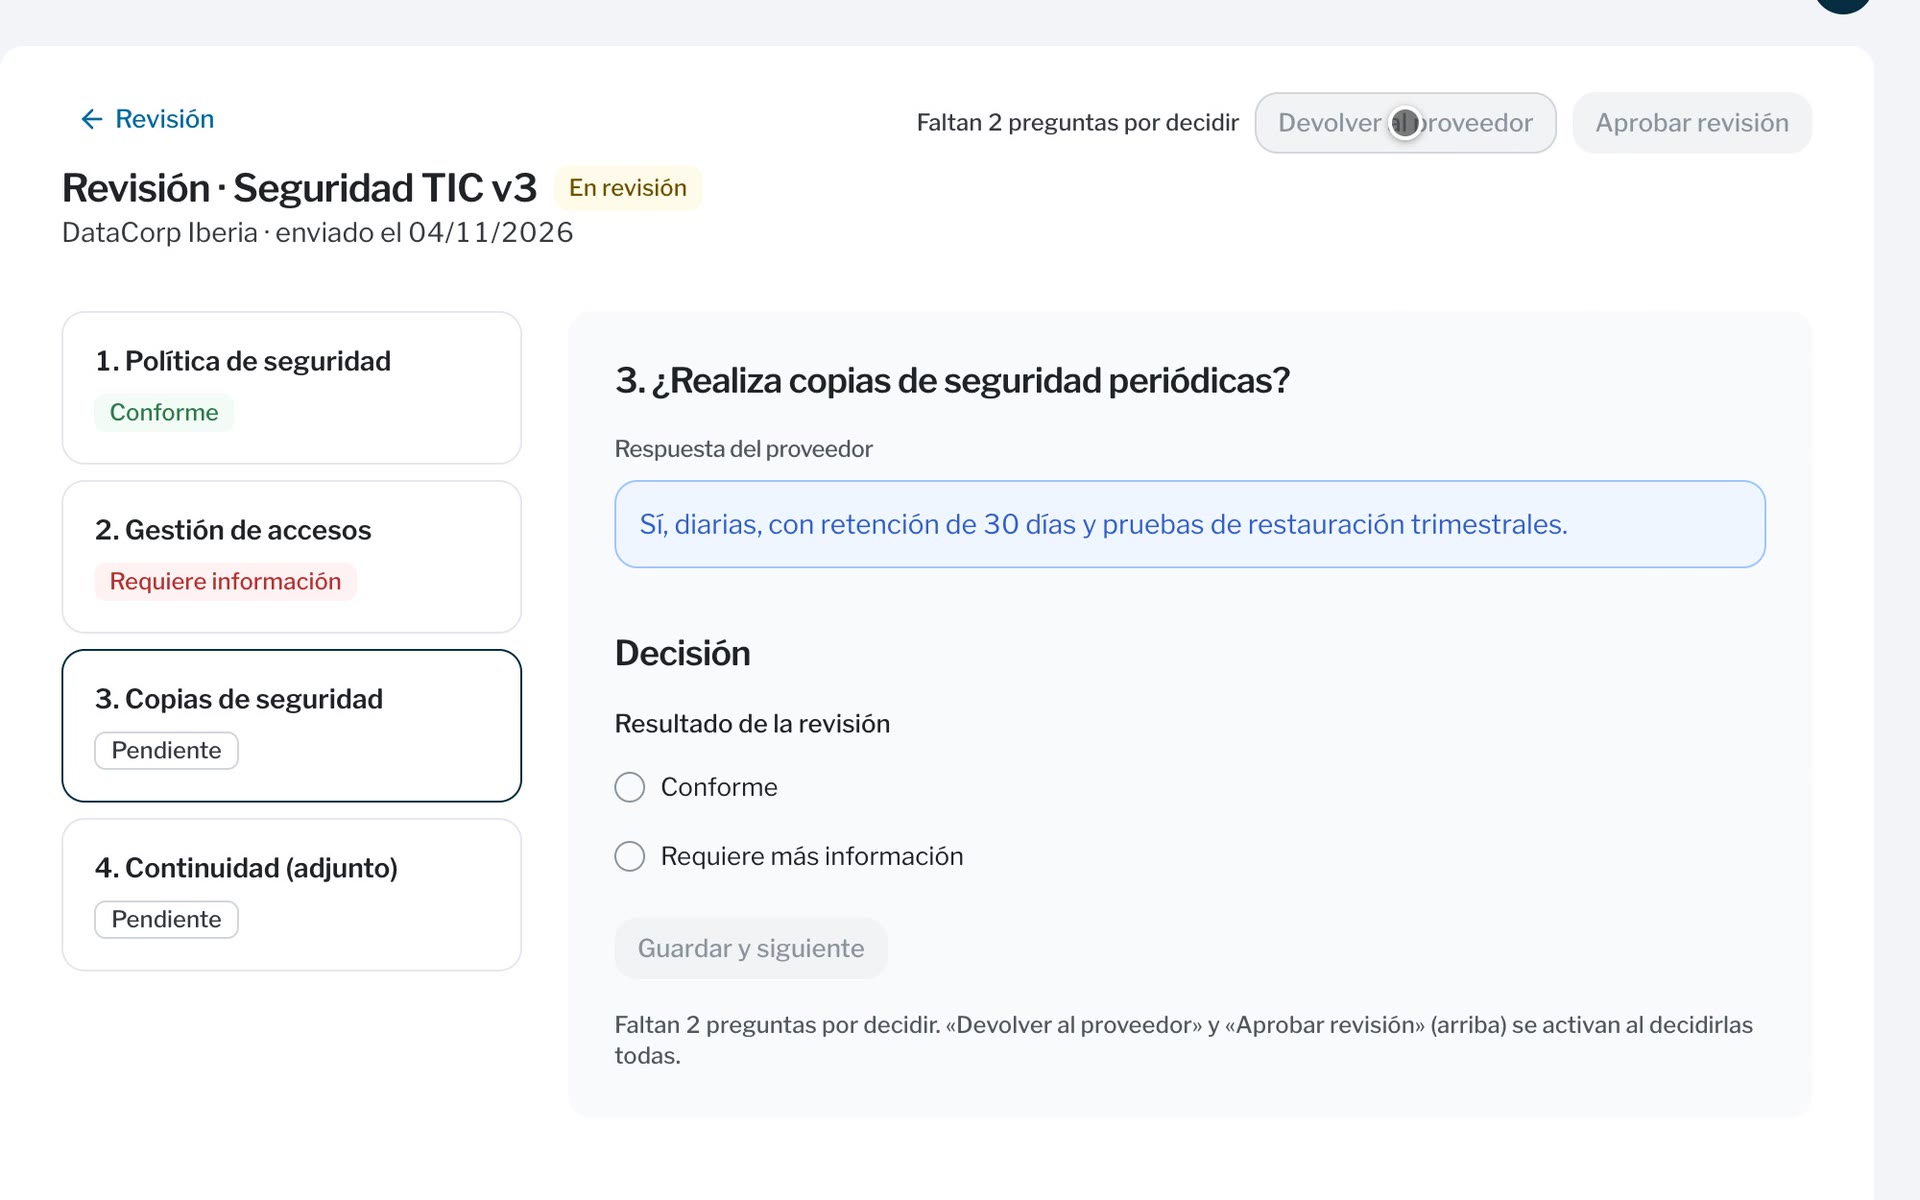 ← Revisión
Faltan 2 preguntas por decidir
Devolver al proveedor
Aprobar revisión
Revisión · Seguridad TIC v3
En revisión
DataCorp Iberia · enviado el 04/11/2026
1. Política de seguridad
Conforme
2. Gestión de accesos
Requiere información
3. Copias de seguridad
Pendiente
4. Continuidad (adjunto)
Pendiente
3. ¿Realiza copias de seguridad periódicas?
Respuesta del proveedor
Sí, diarias, con retención de 30 días y pruebas de restauración trimestrales.
Decisión
Resultado de la revisión
Conforme
Requiere más información
Guardar y siguiente
Faltan 2 preguntas por decidir. «Devolver al proveedor» y «Aprobar revisión» (arriba) se activan al decidirlas
todas.